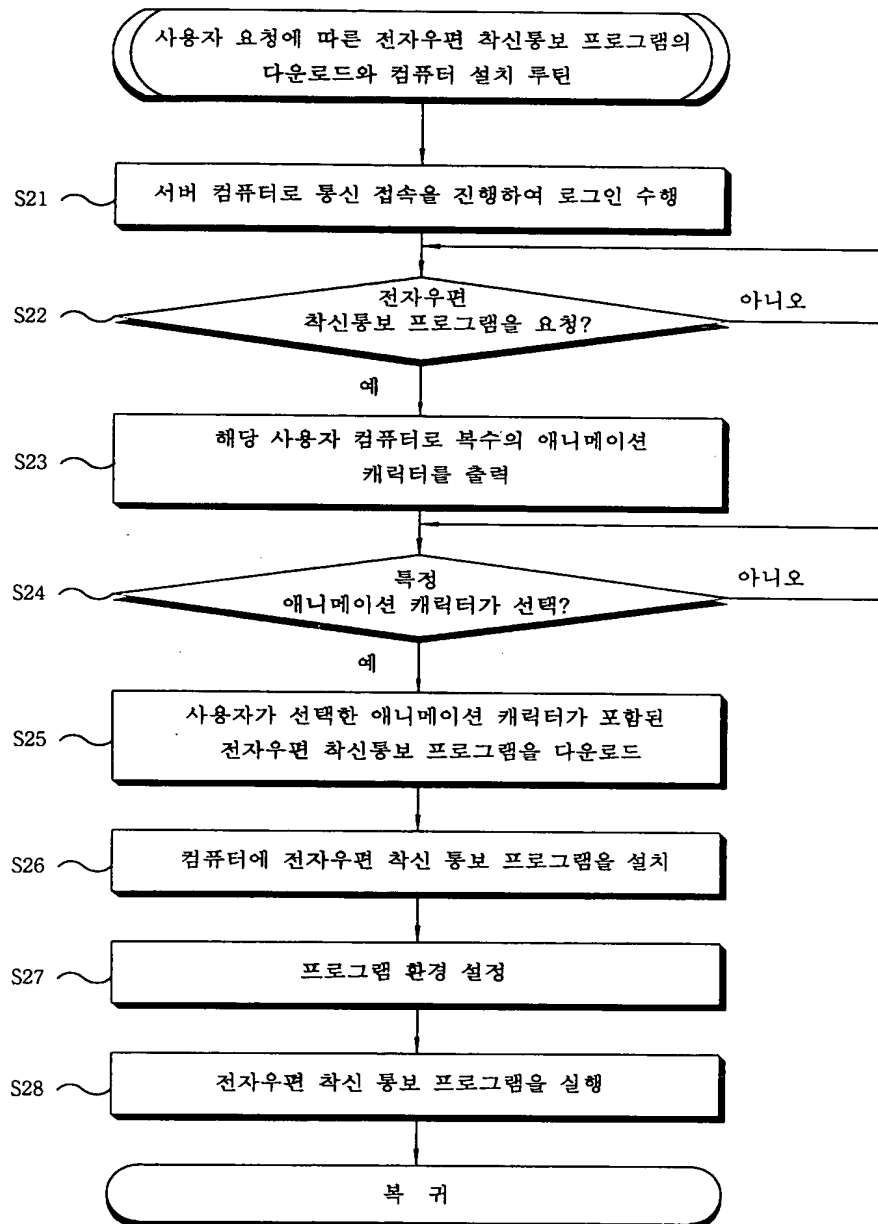 사용자 요청에 따른 전자우편 착신통보 프로그램의
다운로드와 컴퓨터 설치 루틴
S21
서버 컴퓨터로 통신 접속을 진행하여 로그인 수행
S22
전자우편
착신통보 프로그램을 요청?
아니오
예
S23
해당 사용자 컴퓨터로 복수의 애니메이션
캐릭터를 출력
S24
특정
애니메이션 캐릭터가 선택?
아니오
예
S25
사용자가 선택한 애니메이션 캐릭터가 포함된
전자우편 착신통보 프로그램을 다운로드
S26
컴퓨터에 전자우편 착신 통보 프로그램을 설치
S27
프로그램 환경 설정
S28
전자우편 착신 통보 프로그램을 실행
복 귀